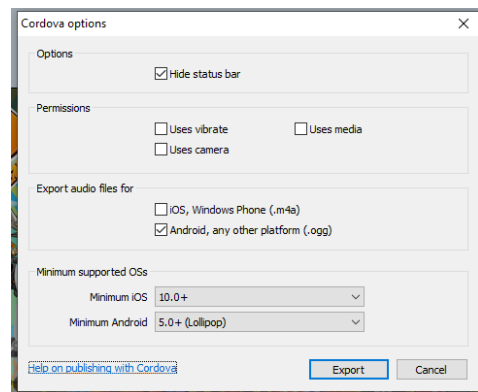 Cordova options
Options
Hide status bar
Permissions
Uses vibrate Uses media
Uses camera
Export audio files for
iOS, Windows Phone (.m4a)
Android, any other platform (.ogg)
Minimum supported OSs
Minimum iOS 10.0+
Minimum Android 5.0+ (Lollipop)
Help on publishing with Cordova Export Cancel